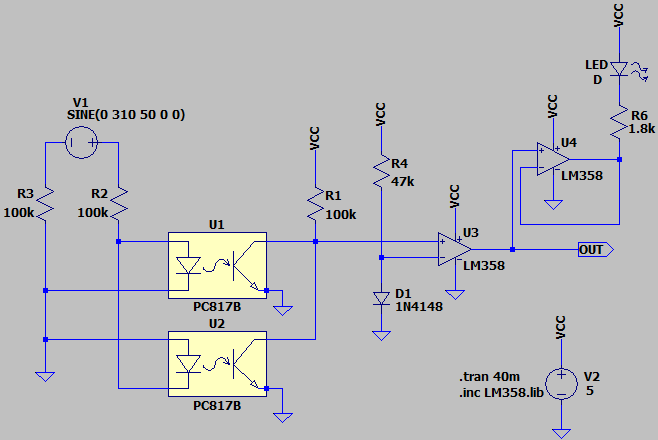 VCC
LED
D
V1
SINE(0 310 50 0 0)
VCC
VCC
R6
1.8k
VCC
U4
R4
47k
LM358
R3
100k
R2
100k
R1
100k
VCC
U1
U3
OUT
LM358
PC817B
D1
1N4148
U2
VCC
.tran 40m
.inc LM358.lib
V2
5
PC817B